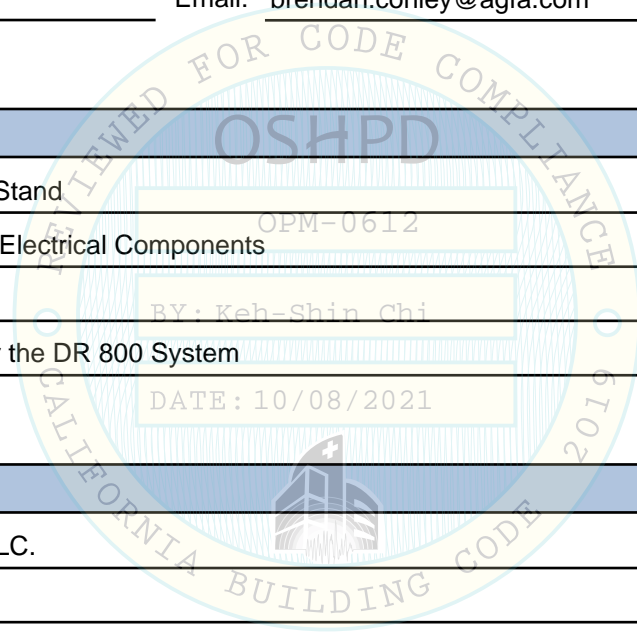 Email: brendan.conley@agfa.com
REVIEWED FOR CODE COMPLIANCE
OSHPD
Stand
OPM-0612
Electrical Components
BY: Keh-Shin Chi
the DR 800 System
DATE: 10/08/2021
LC.
CALIFORNIA BUILDING CODE 2019